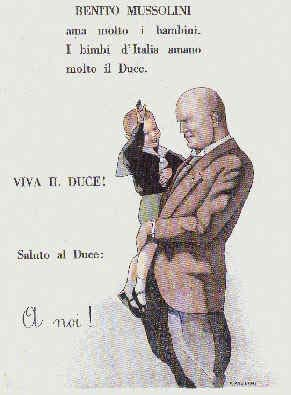 BENITO MUSSOLINI
ama molto i bambini.
I bimbi d'Italia amano
molto il Duce.
VIVA IL DUCE!
Saluto al Duce:
A noi!